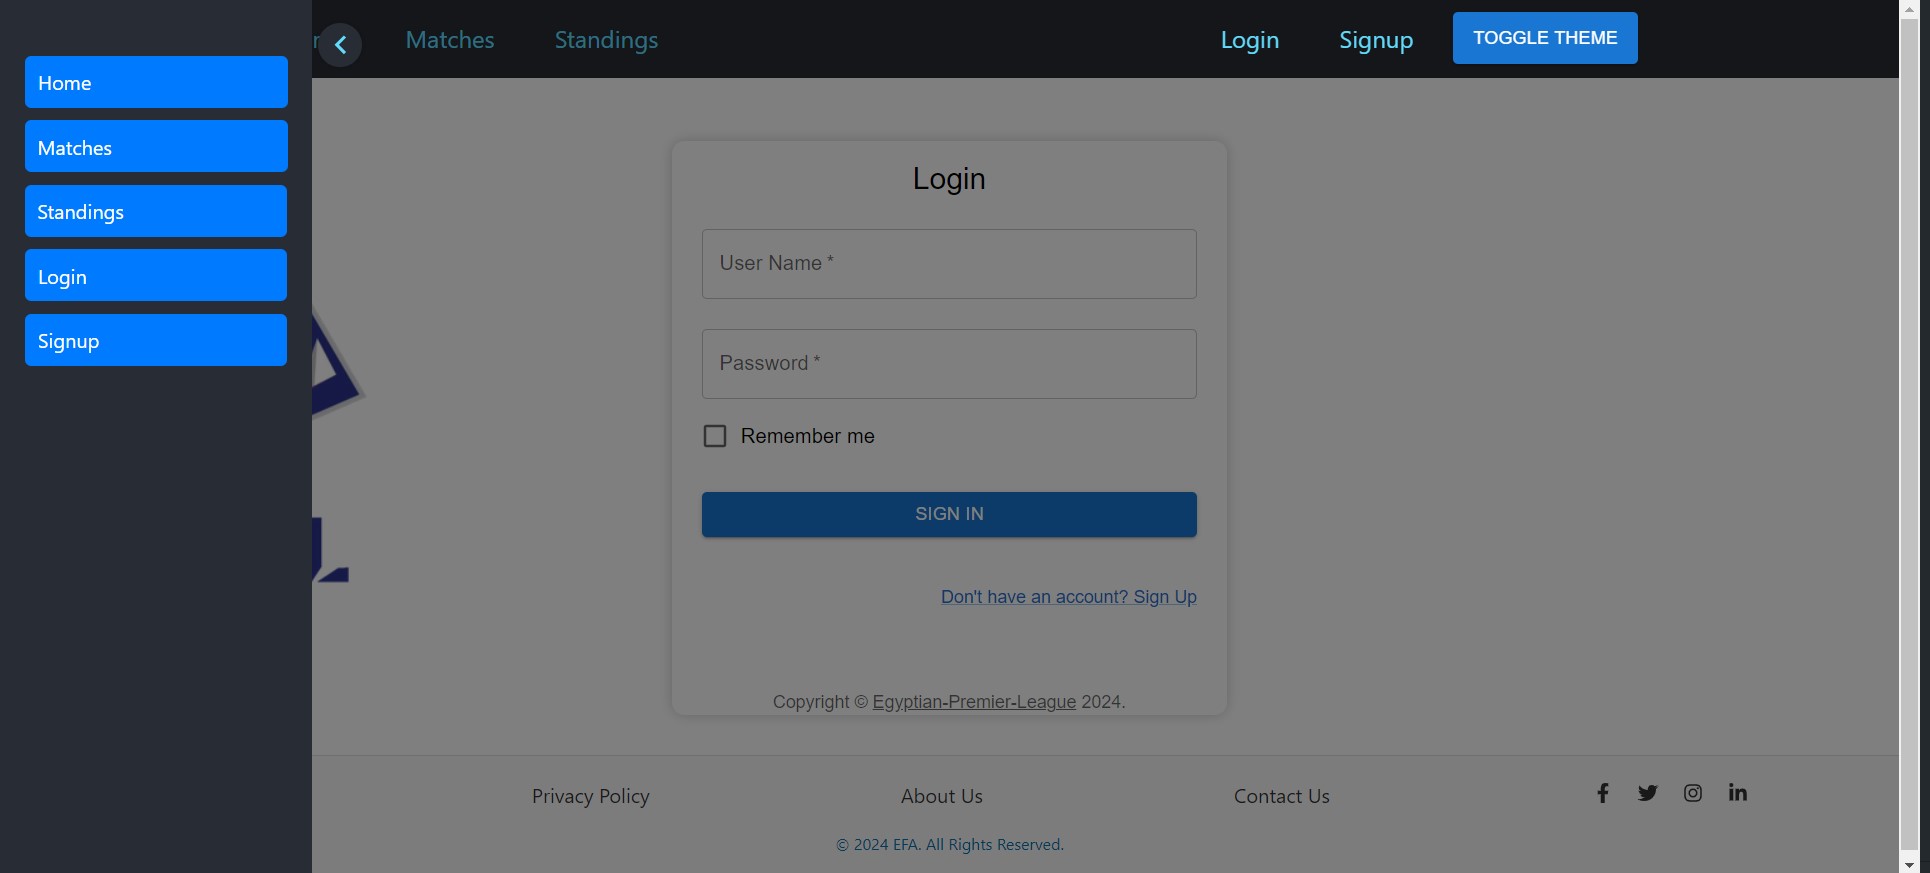 Home
Matches
Standings
Login
Signup
Matches Standings Login Signup TOGGLE THEME
Login
User Name *
Password *
Remember me
SIGN IN
Don't have an account? Sign Up
Copyright © Egyptian-Premier-League 2024.
Privacy Policy About Us Contact Us
© 2024 EFA. All Rights Reserved.